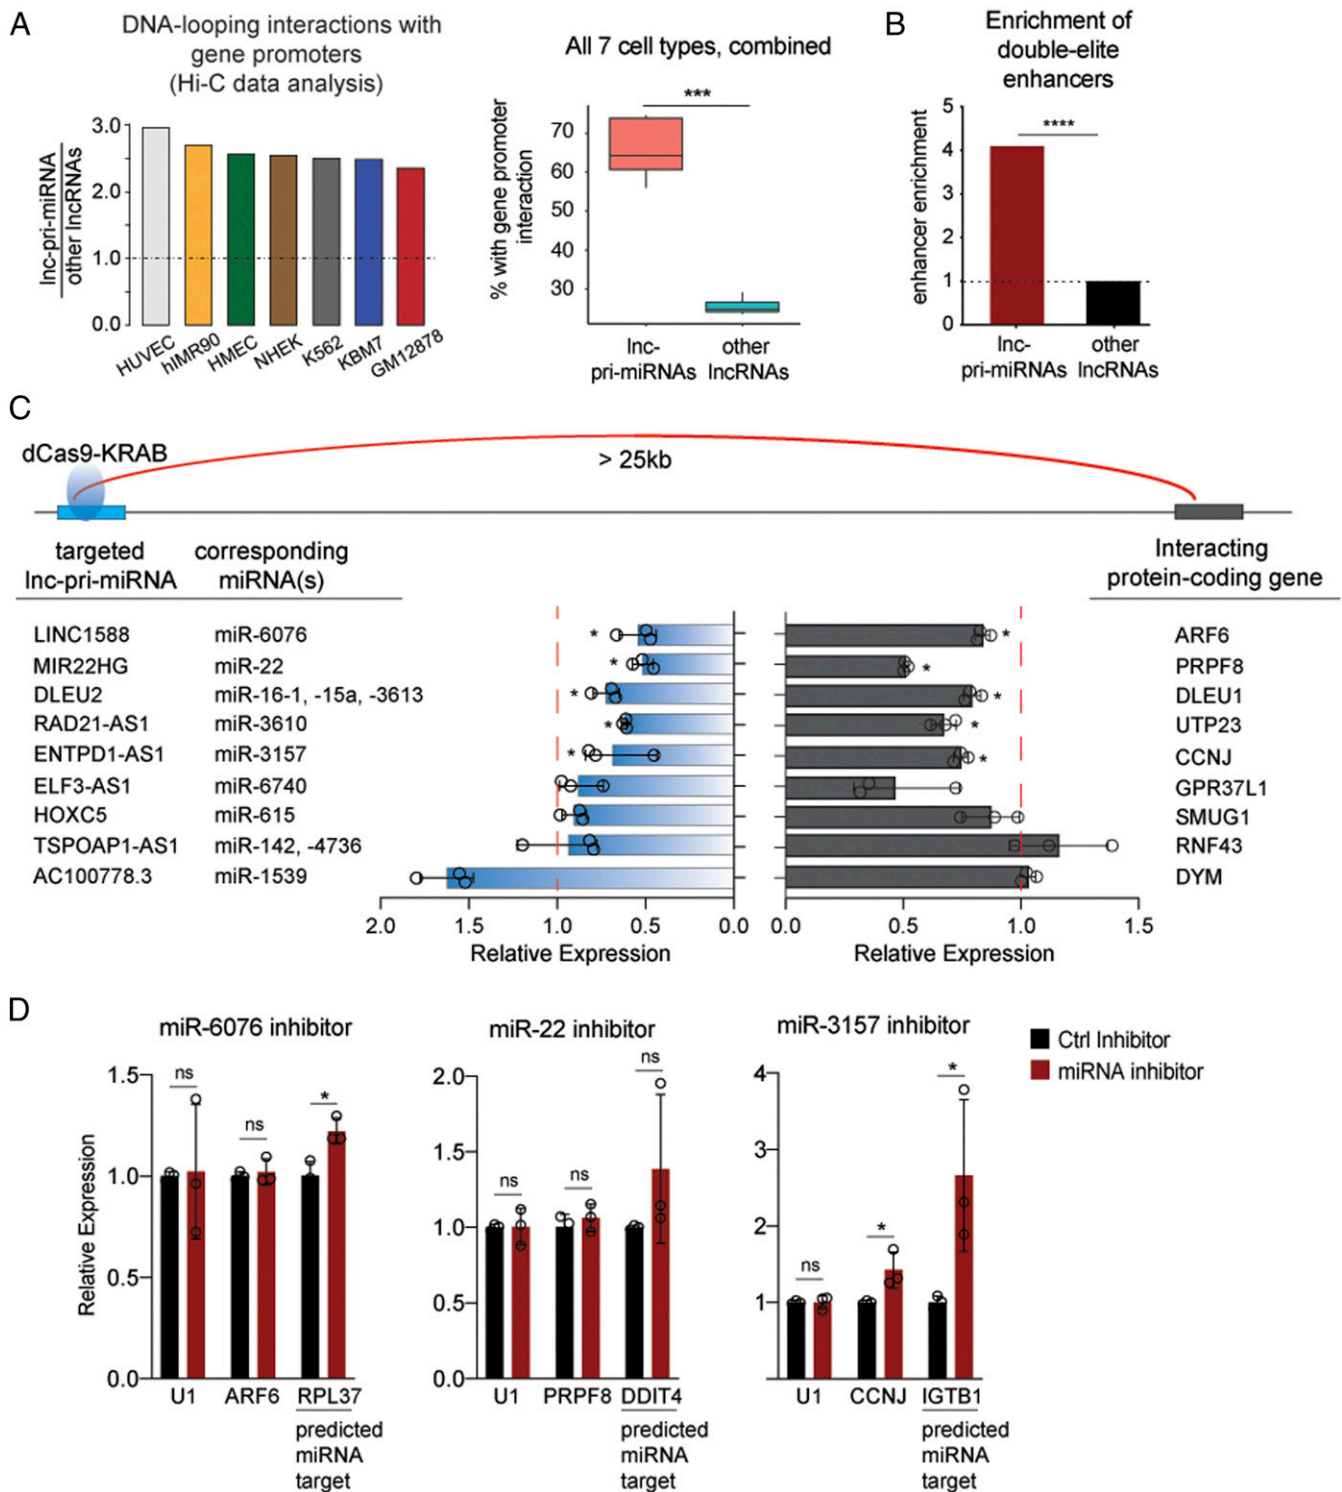 A
DNA-looping interactions with
gene promoters
(Hi-C data analysis)
lnc-pri-miRNA
other lncRNAs
3.0
2.0
1.0
0.0
HUVEC
hIMR90
HMEC
NHEK
K562
KBM7
GM12878
All 7 cell types, combined
% with gene promoter
interaction
70
60
50
40
30
***
lnc-
pri-miRNAs
other
lncRNAs
B
Enrichment of
double-elite
enhancers
enhancer enrichment
5
4
3
2
1
0
****
lnc-
pri-miRNAs
other
lncRNAs
C
dCas9-KRAB
> 25kb
targeted
lnc-pri-miRNA
corresponding
miRNA(s)
Interacting
protein-coding gene
LINC1588 miR-6076 * * ARF6
MIR22HG miR-22 * * PRPF8
DLEU2 miR-16-1, -15a, -3613 * * DLEU1
RAD21-AS1 miR-3610 * * UTP23
ENTPD1-AS1 miR-3157 * * CCNJ
ELF3-AS1 miR-6740 GPR37L1
HOXC5 miR-615 SMUG1
TSPOAP1-AS1 miR-142, -4736 RNF43
AC100778.3 miR-1539 DYM
2.0 1.5 1.0 0.5 0.0
Relative Expression
0.0 0.5 1.0 1.5
Relative Expression
D
miR-6076 inhibitor
Relative Expression
1.5
1.0
0.5
0.0
ns
ns
*
U1 ARF6 RPL37
predicted
miRNA
target
miR-22 inhibitor
2.0
1.5
1.0
0.5
0.0
ns
ns
ns
U1 PRPF8 DDIT4
predicted
miRNA
target
miR-3157 inhibitor
4
3
2
1
ns
*
*
U1 CCNJ IGTB1
predicted
miRNA
target
Ctrl Inhibitor
miRNA inhibitor